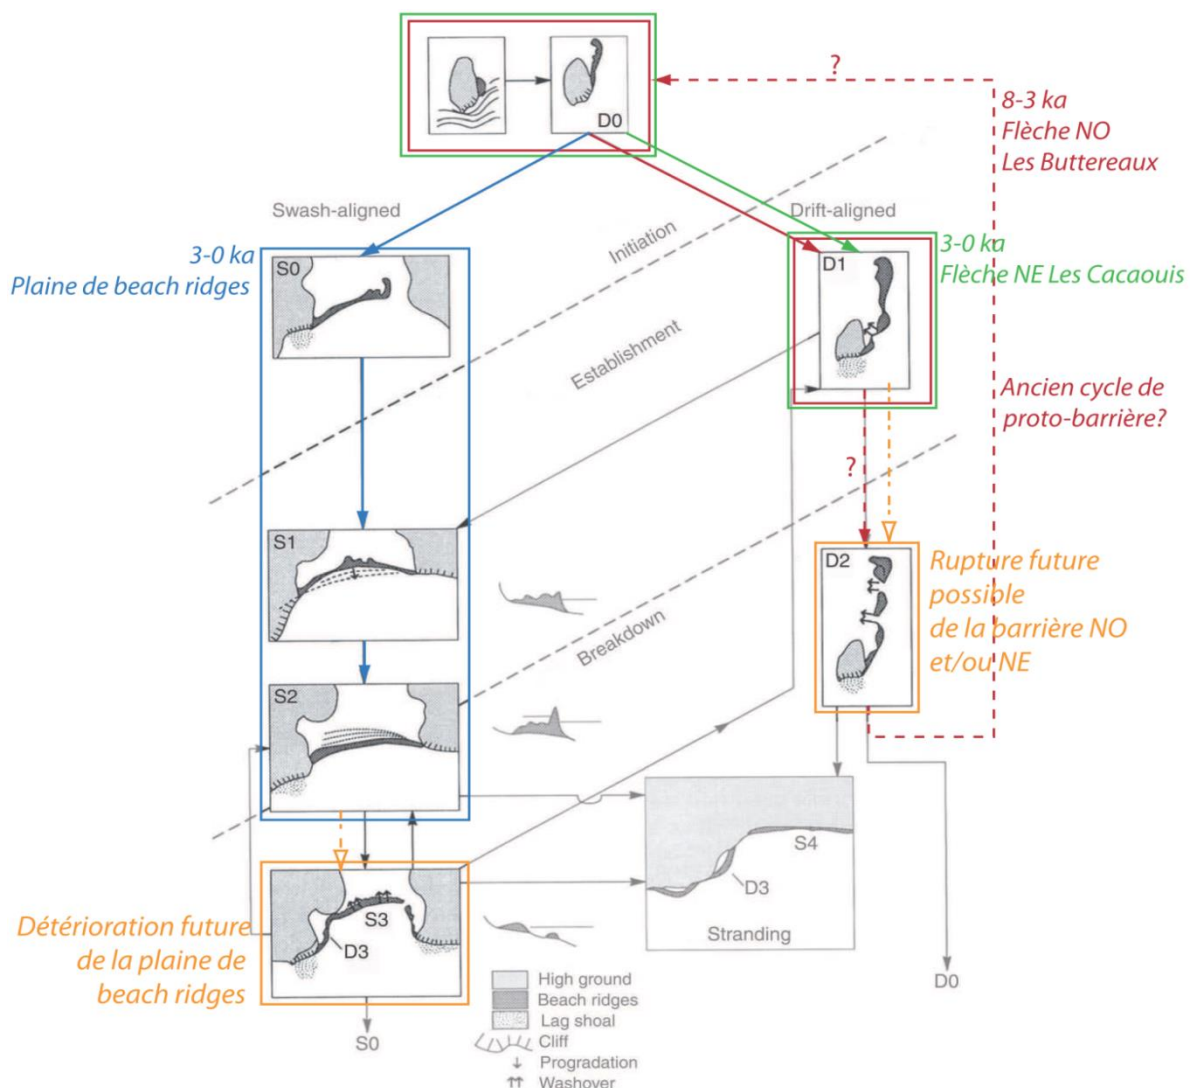 ?
8-3 ka
Flèche NO
Les Buttereaux
D0
Swash-aligned
Drift-aligned
Initiation
3-0 ka
Plaine de beach ridges
3-0 ka
Flèche NE Les Cacaouis
S0
D1
Establishment
Ancien cycle de
proto-barrière?
?
S1
D2
Rupture future
possible
de la barrière NO
et/ou NE
Breakdown
S2
S4
D3
Stranding
S3
D3
Détérioration future
de la plaine de
beach ridges
D0
S0
High ground
Beach ridges
Lag shoal
Cliff
Progradation
Washover